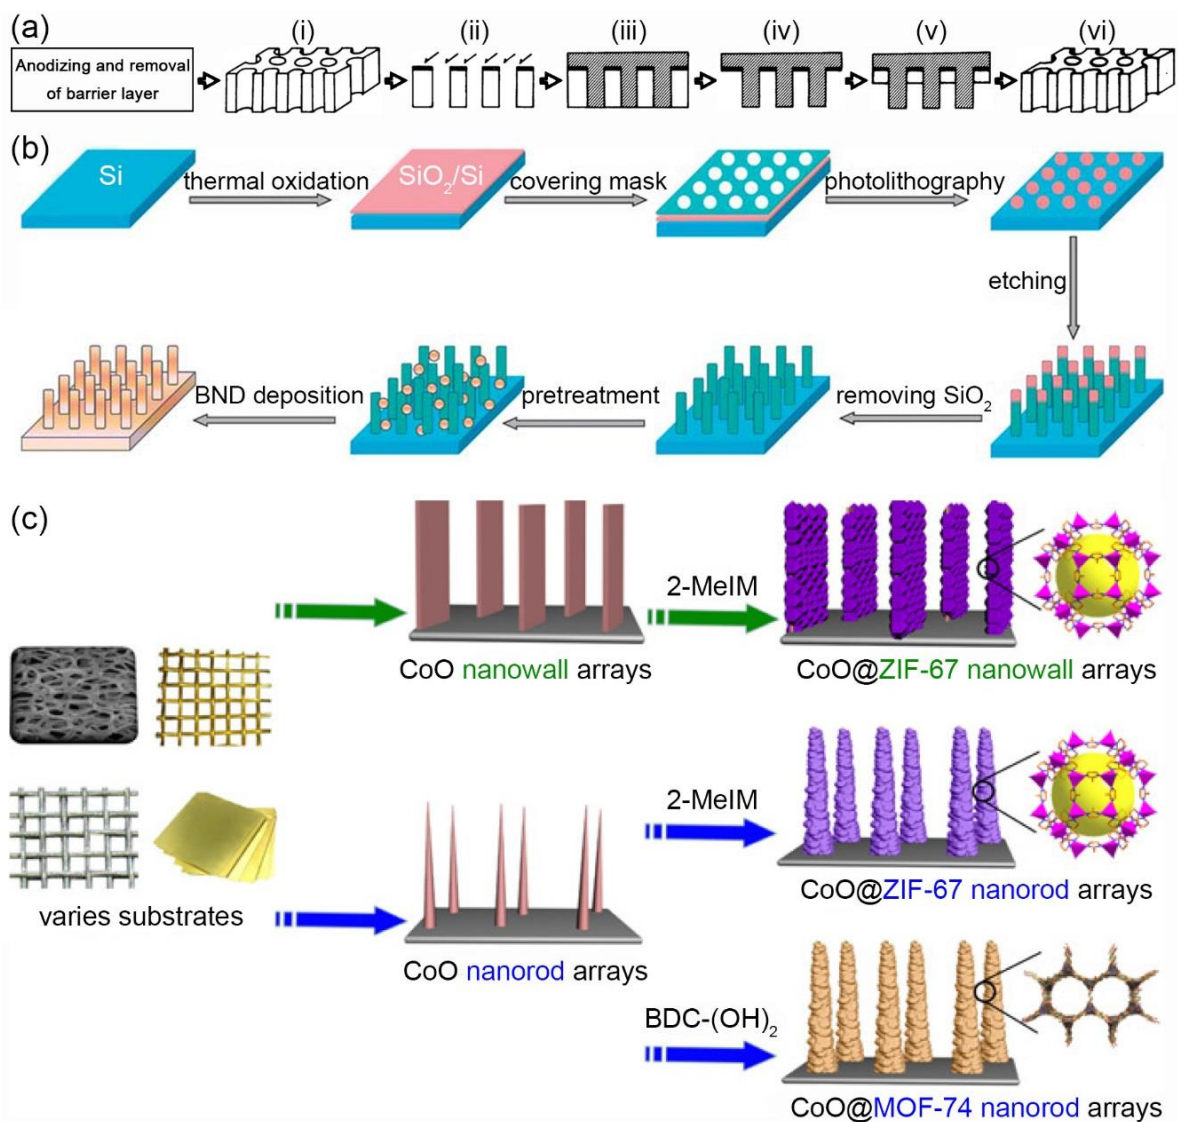 (a)
(i)
(ii)
(iii)
(iv)
(v)
(vi)
Anodizing and removal
of barrier layer
(b)
Si
thermal oxidation
SiO2/Si
covering mask
photolithography
etching
BND deposition
pretreatment
removing SiO2
(c)
2-MeIM
CoO nanowall arrays
CoO@ZIF-67 nanowall arrays
2-MeIM
CoO@ZIF-67 nanorod arrays
varies substrates
CoO nanorod arrays
BDC-(OH)2
CoO@MOF-74 nanorod arrays